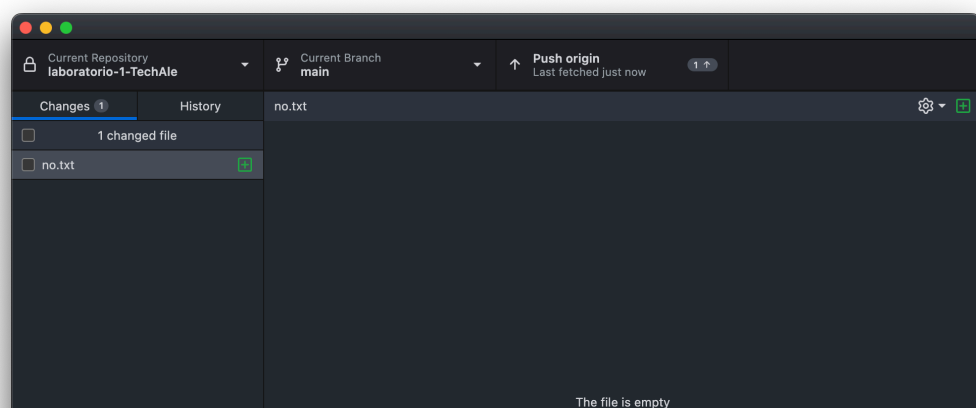 Current Repository
laboratorio-1-TechAle
Current Branch
main
Push origin
Last fetched just now
1
Changes 1
History
1 changed file
no.txt
no.txt
The file is empty